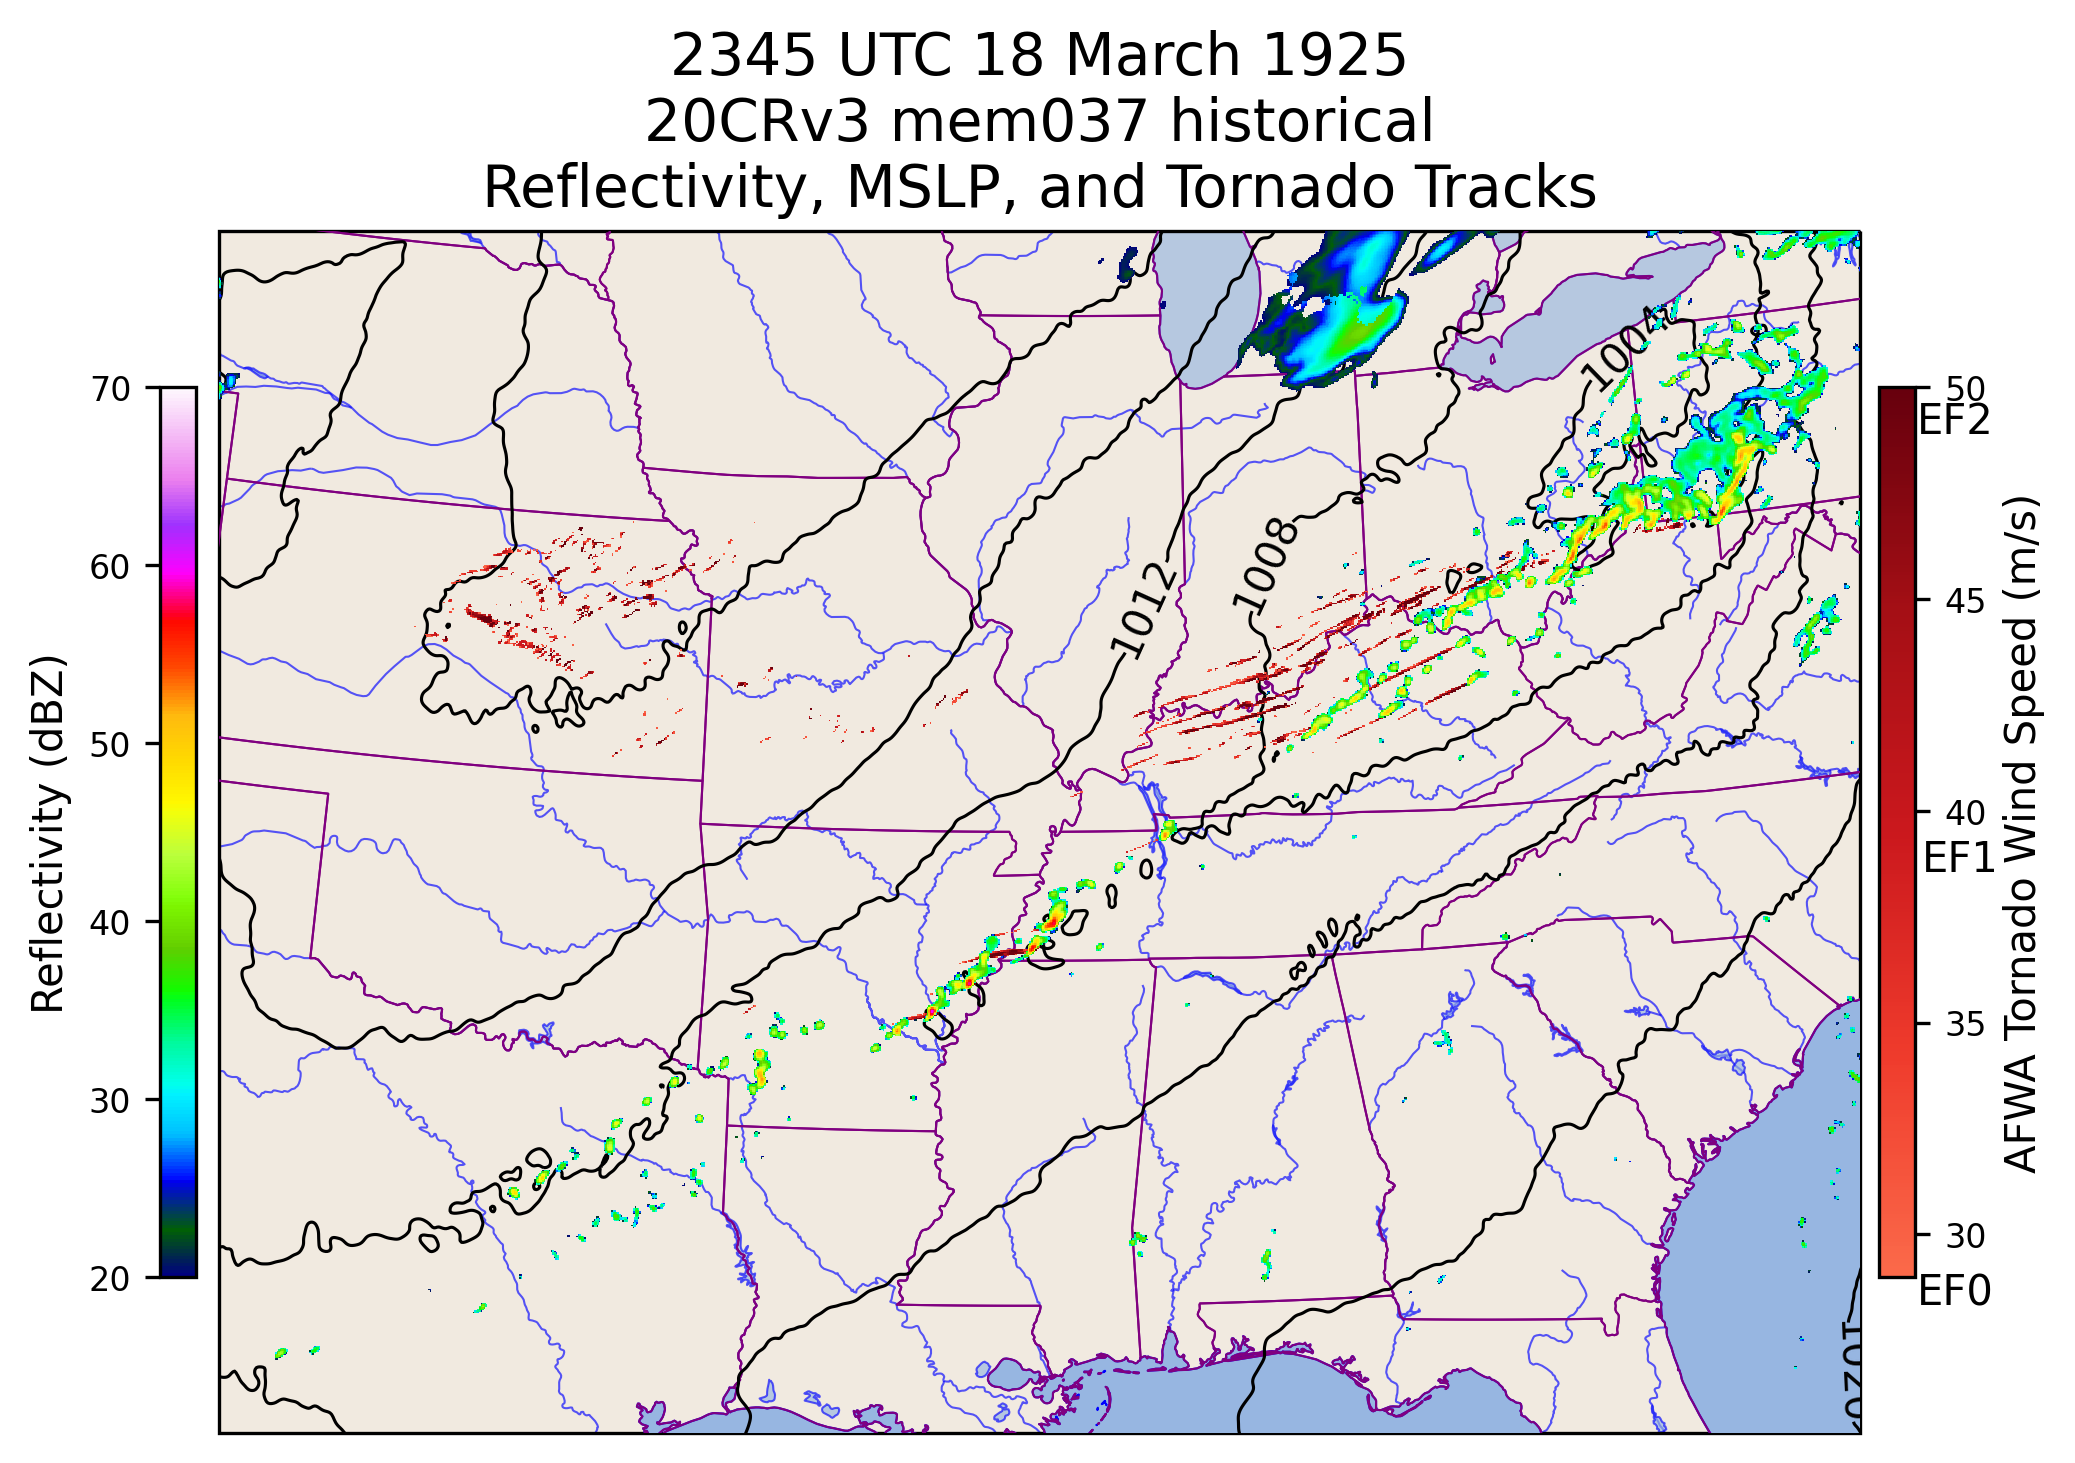 2345 UTC 18 March 1925
20CRv3 mem037 historical
Reflectivity, MSLP, and Tornado Tracks
Reflectivity (dBZ)
70
60
50
40
30
20
1004
1008
1012
1020
50
EF2
45
40
EF1
35
30
EF0
AFWA Tornado Wind Speed (m/s)